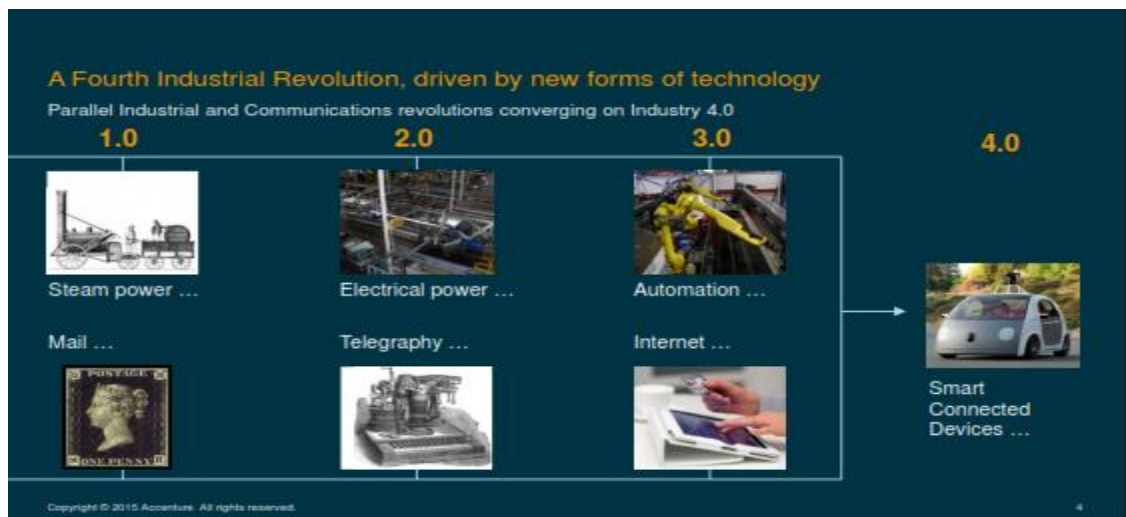 A Fourth Industrial Revolution, driven by new forms of technology
Parallel Industrial and Communications revolutions converging on Industry 4.0
1.0
2.0
3.0
4.0
Steam power ...
Electrical power ...
Automation ...
Mail ...
Telegraphy ...
Internet ...
POSTAGE
ONE PENNY
Smart
Connected
Devices ...
Copyright © 2015 Accenture. All rights reserved.
4